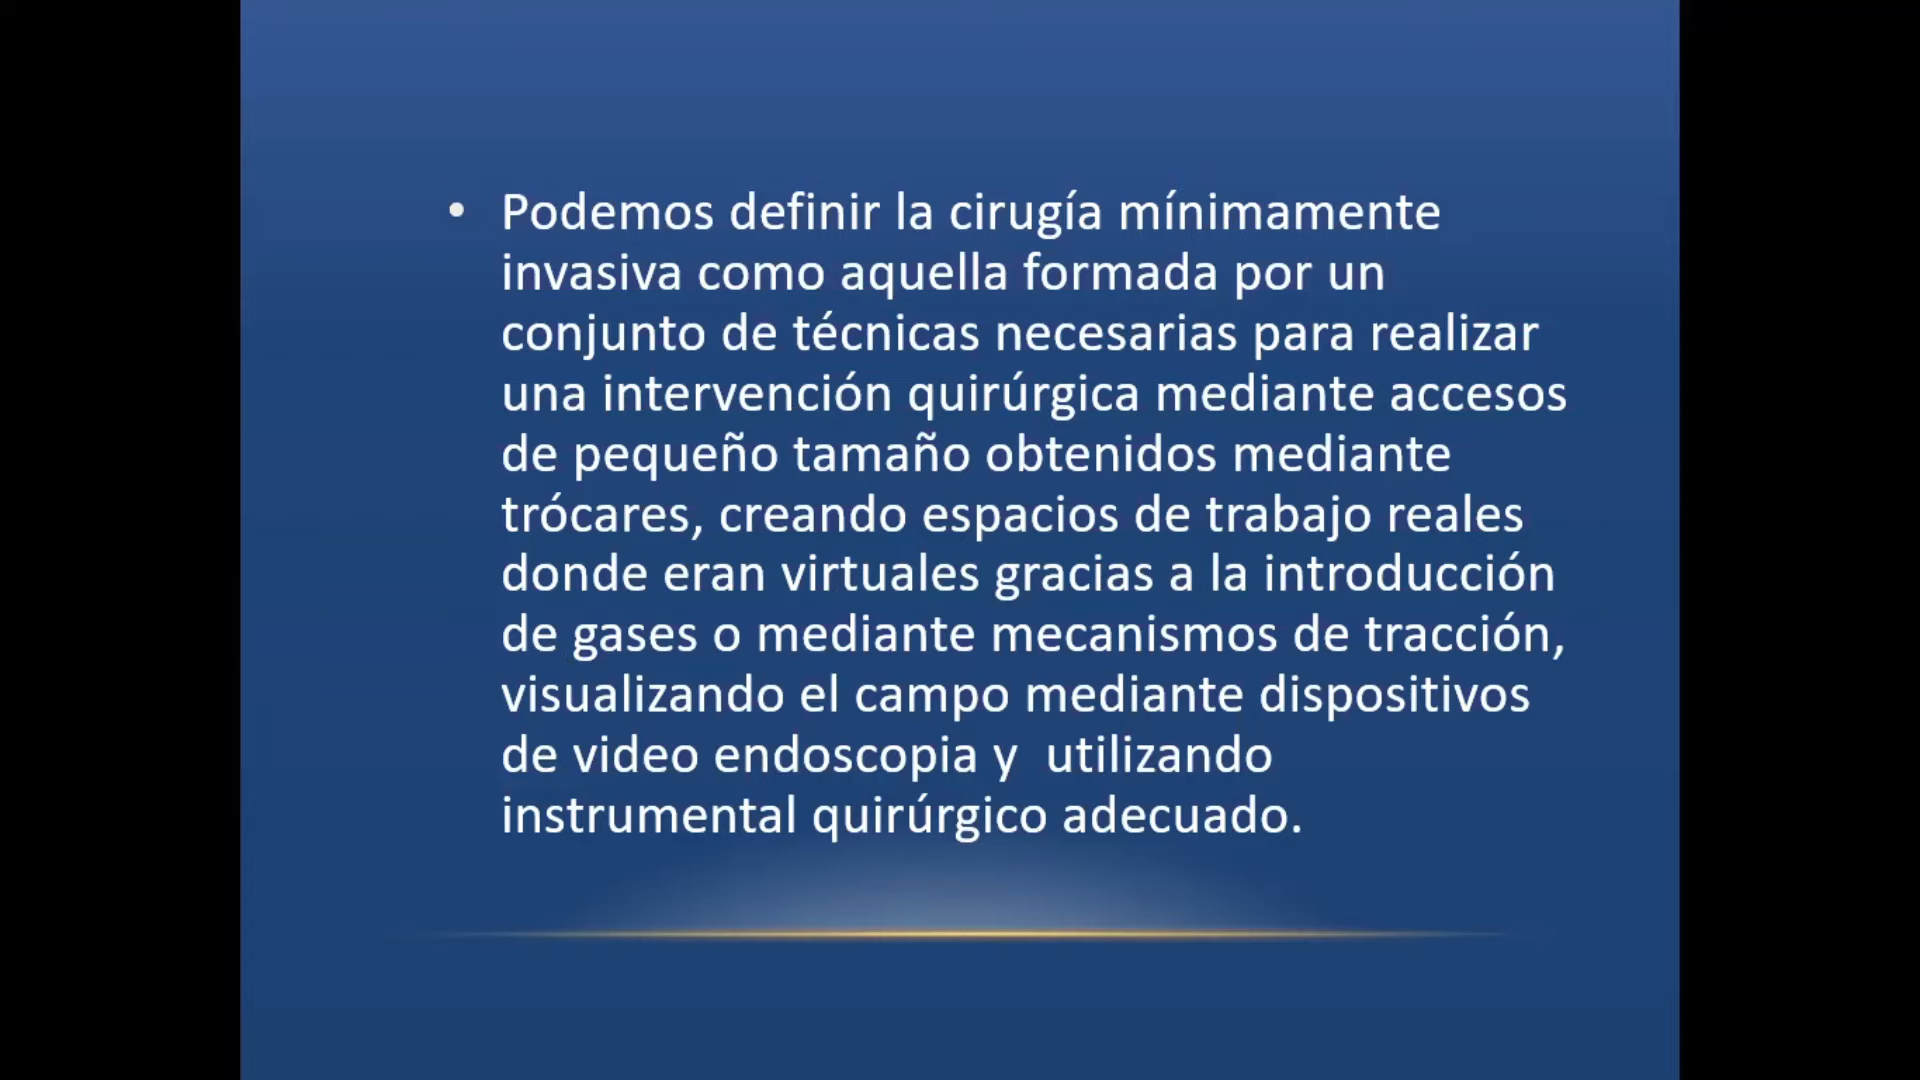 • Podemos definir la cirugía mínimamente
invasiva como aquella formada por un
conjunto de técnicas necesarias para realizar
una intervención quirúrgica mediante accesos
de pequeño tamaño obtenidos mediante
trócares, creando espacios de trabajo reales
donde eran virtuales gracias a la introducción
de gases o mediante mecanismos de tracción,
visualizando el campo mediante dispositivos
de video endoscopia y  utilizando
instrumental quirúrgico adecuado.